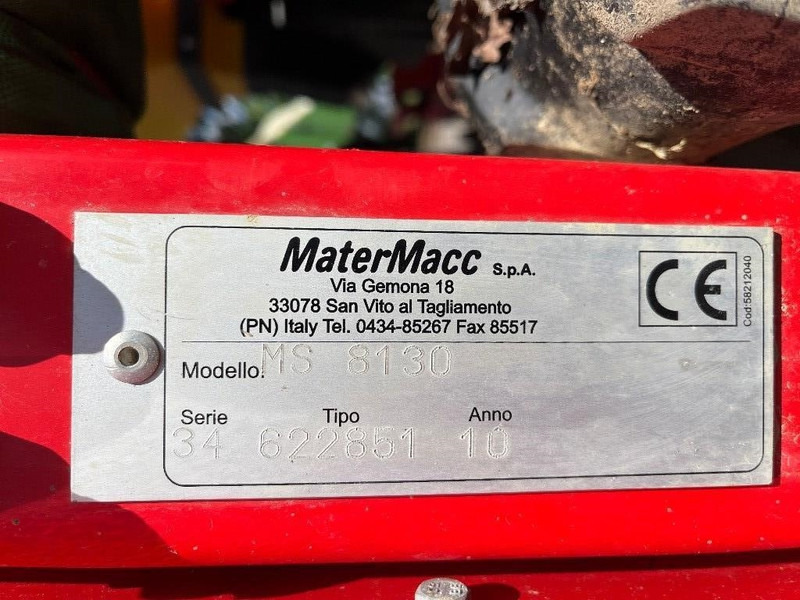 MaterMacc S.p.A.
Via Gemona 18
33078 San Vito al Tagliamento
(PN) Italy Tel. 0434-85267 Fax 85517
CE
Cod:58212040
Modello: MS 8130
Serie Tipo Anno
34 622851 10